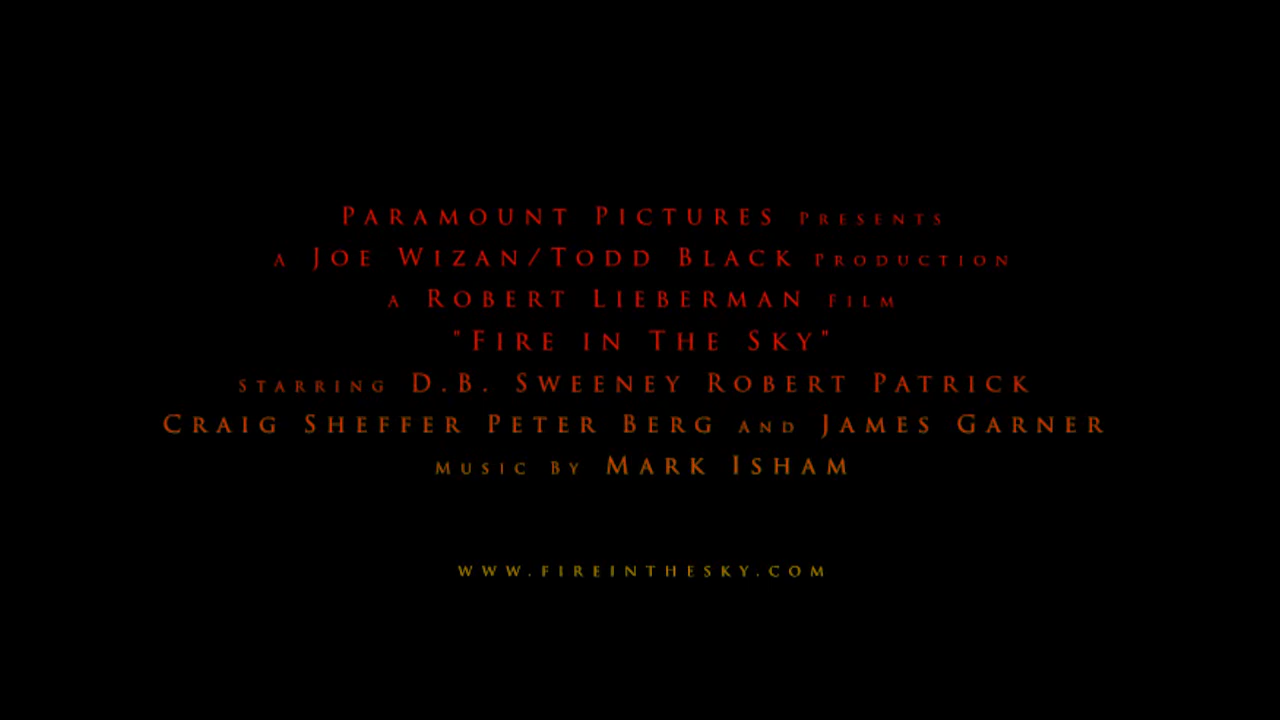 Paramount Pictures Presents
A Joe Wizan/Todd Black Production
A Robert Lieberman Film
"Fire in The Sky"
Starring D.B. Sweeney Robert Patrick
Craig Sheffer Peter Berg and James Garner
Music By Mark Isham
www.fireinthesky.com